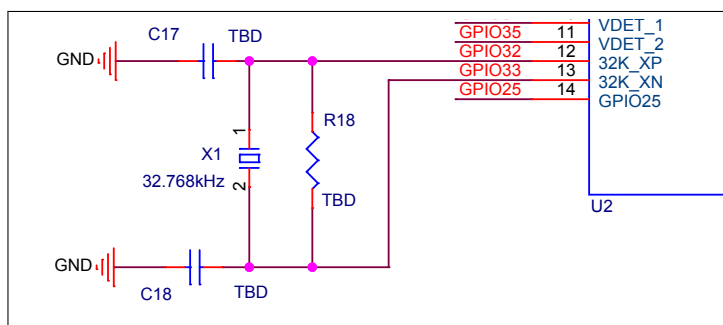 VDET_1
GPIO35 11
VDET_2
GPIO32 12
32K_XP
GPIO33 13
32K_XN
GPIO25 14
GPIO25
U2
C17 TBD
GND
R18
1
X1
32.768kHz
2
TBD
GND
C18 TBD